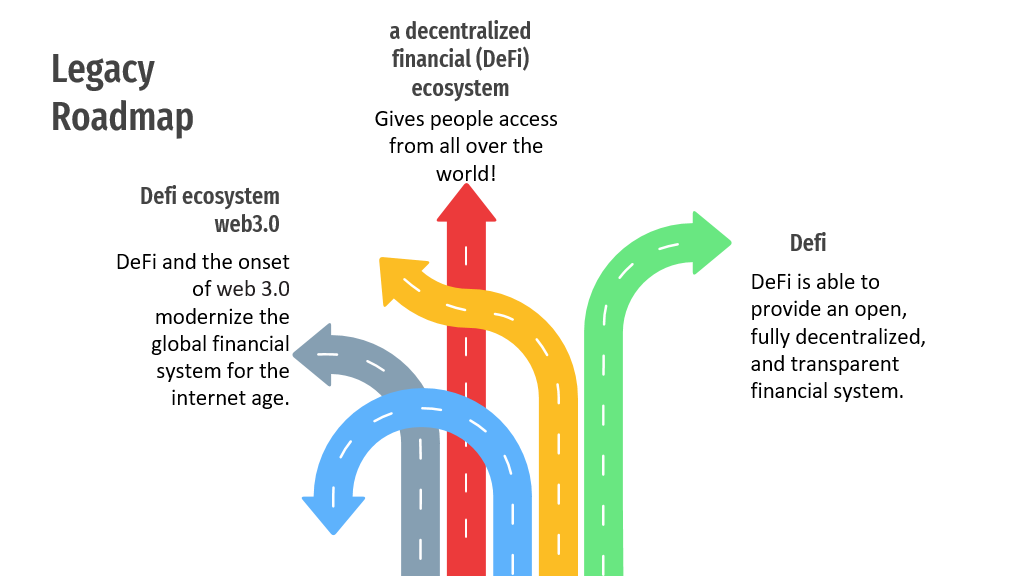 Legacy
Roadmap
a decentralized
financial (DeFi)
ecosystem
Gives people access
from all over the
world!
Defi ecosystem
web3.0
DeFi and the onset
of web 3.0
modernize the
global financial
system for the
internet age.
Defi
DeFi is able to
provide an open,
fully decentralized,
and transparent
financial system.